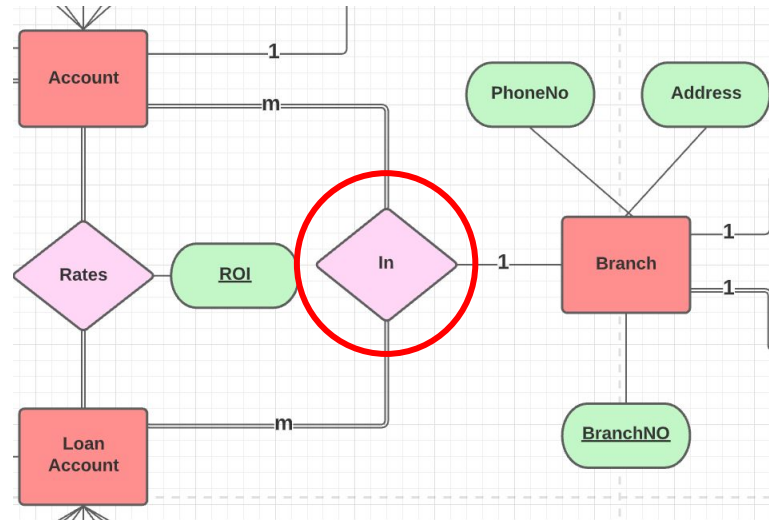 1
Account
m
PhoneNo
Address
Rates
ROI
In
1
Branch
1
1
m
Loan
Account
BranchNO